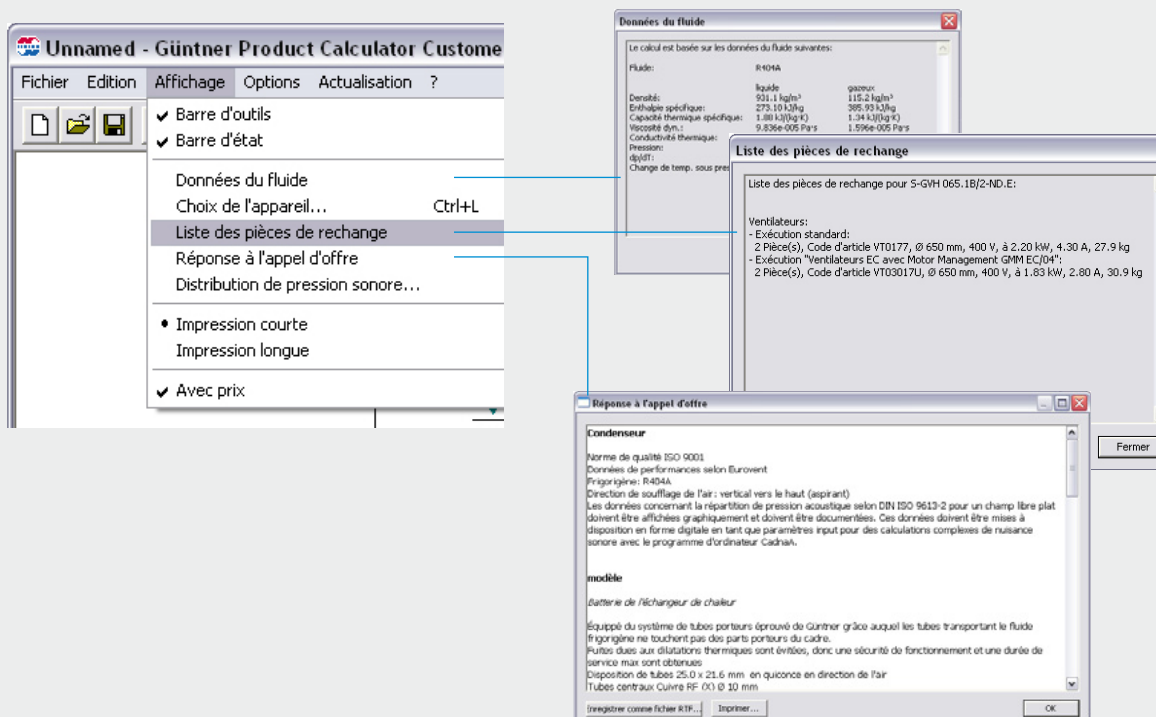 Unnamed - Güntner Product Calculator Custome
Fichier Edition Affichage Options Actualisation ?
Barre d'outils
Barre d'état
Données du fluide
Choix de l'appareil... Ctrl+L
Liste des pièces de rechange
Réponse à l'appel d'offre
Distribution de pression sonore...
Impression courte
Impression longue
Avec prix
Données du fluide
Le calcul est basée sur les données du fluide suivantes:
Fluide: R404A
liquide gazeux
Densité: 931.1 kg/m³ 115.2 kg/m³
Enthalpie spécifique: 273.10 kJ/kg 385.93 kJ/kg
Capacité thermique spécifique: 1.80 kJ/(kg·K) 1.34 kJ/(kg·K)
Viscosité dyn.: 9.836e-005 Pa·s 1.596e-005 Pa·s
Conductivité thermique:
Pression:
dp/dT:
Change de temp. sous pres
Liste des pièces de rechange
Liste des pièces de rechange pour S-GVH 065.1B/2-ND.E:
Ventilateurs:
- Exécution standard:
2 Pièce(s), Code d'article VT0177, Ø 650 mm, 400 V, à 2.20 kW, 4.30 A, 27.9 kg
- Exécution "Ventilateurs EC avec Motor Management GMM EC/04":
2 Pièce(s), Code d'article VT03017U, Ø 650 mm, 400 V, à 1.83 kW, 2.80 A, 30.9 kg
Fermer
Réponse à l'appel d'offre
Condenseur
Norme de qualité ISO 9001
Données de performances selon Eurovent
Frigorigène: R404A
Direction de soufflage de l'air: vertical vers le haut (aspirant)
Les données concernant la répartition de pression acoustique selon DIN ISO 9613-2 pour un champ libre plat
doivent être affichées graphiquement et doivent être documentées. Ces données doivent être mises à
disposition en forme digitale en tant que paramètres input pour des calculations complexes de nuisance
sonore avec le programme d'ordinateur CadnaA.
modèle
Batterie de l'échangeur de chaleur
Équippé du système de tubes porteurs éprouvé de Güntner grâce auquel les tubes transportant le fluide
frigorigène ne touchent pas des parts porteurs du cadre.
Fuites dues aux dilatations thermiques sont évitées, donc une sécurité de fonctionnement et une durée de
service max sont obtenues
Disposition de tubes 25.0 x 21.6 mm en quiconce en direction de l'air
Tubes centraux Cuivre RF (X) Ø 10 mm
Enregistrer comme fichier RTF... Imprimer... OK